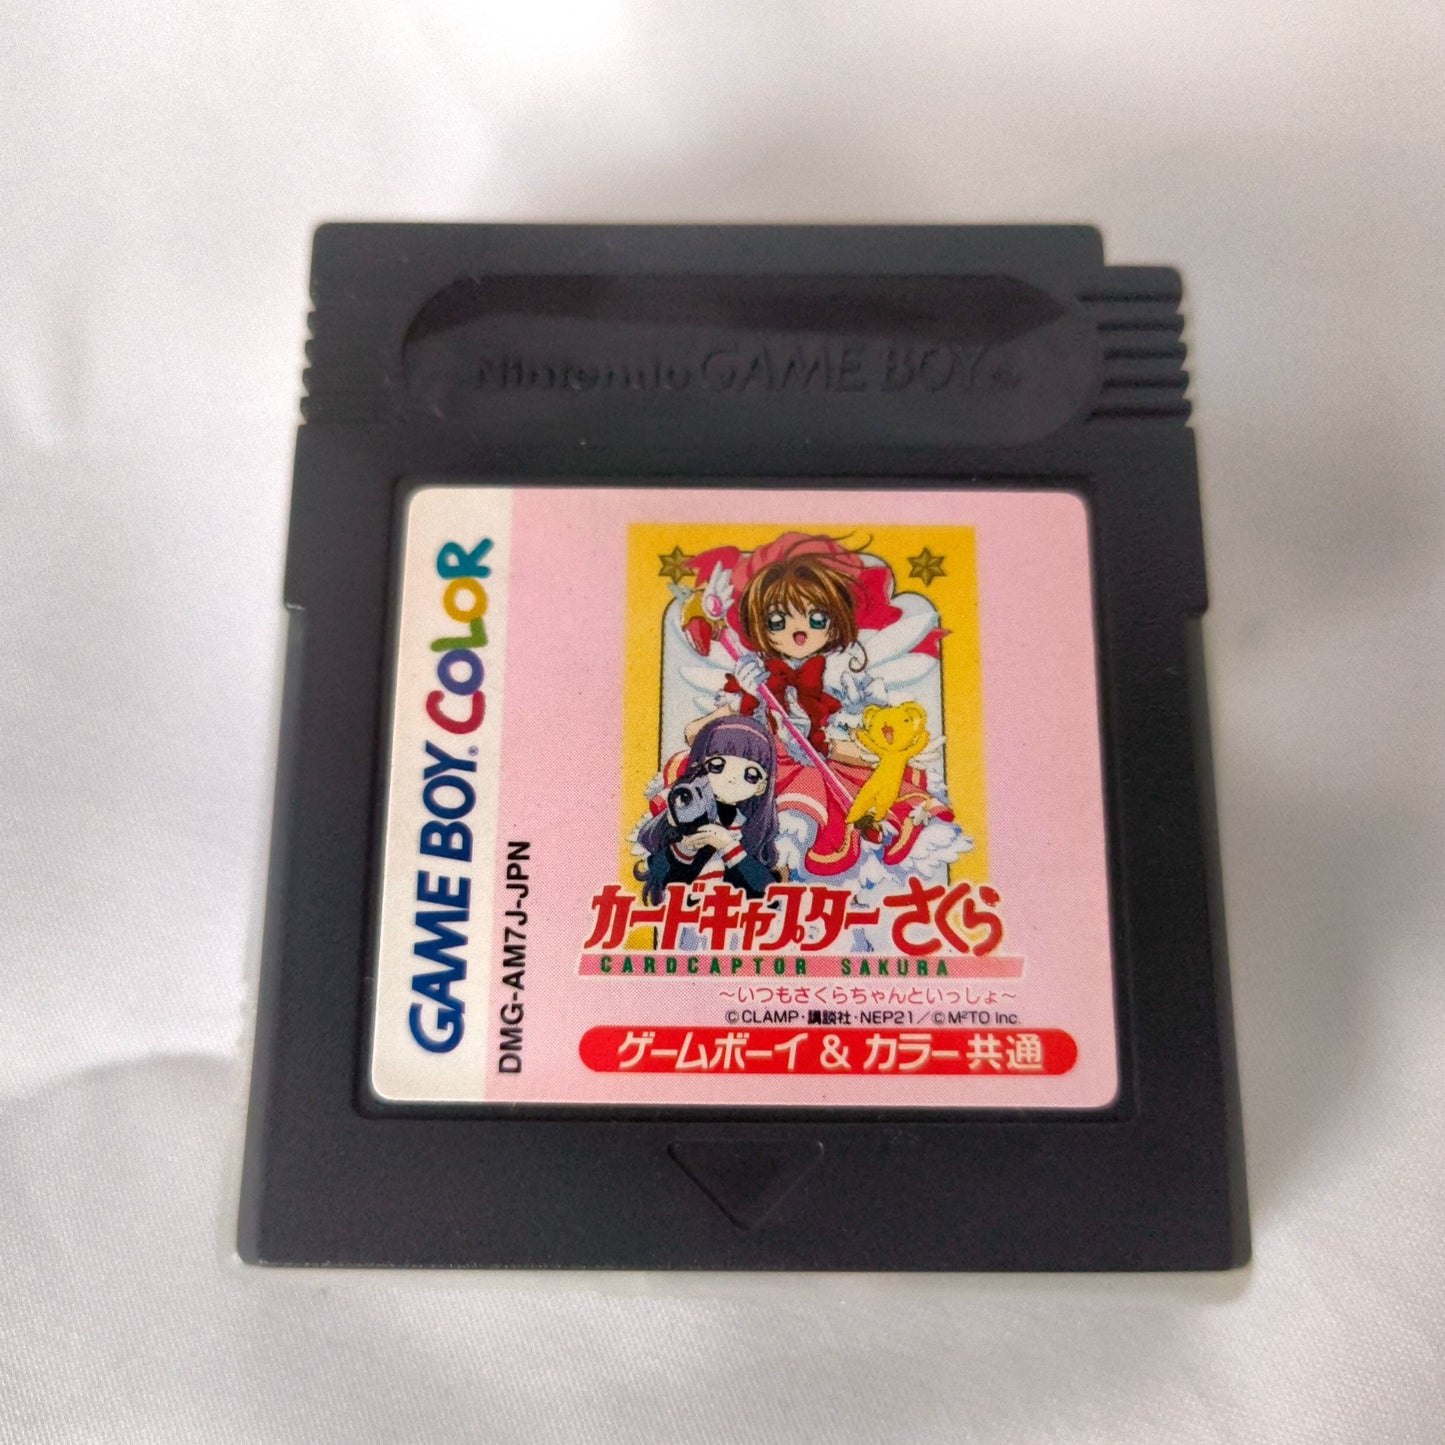 Nintendo GAME BOY
GAME BOY COLOR
DMG-AM7J-JPN
カードキャプターさくら
CARDCAPTOR SAKURA
～いつもさくらちゃんといっしょ～
©CLAMP・講談社・NEP21／©M²TO Inc.
ゲームボーイ & カラー共通